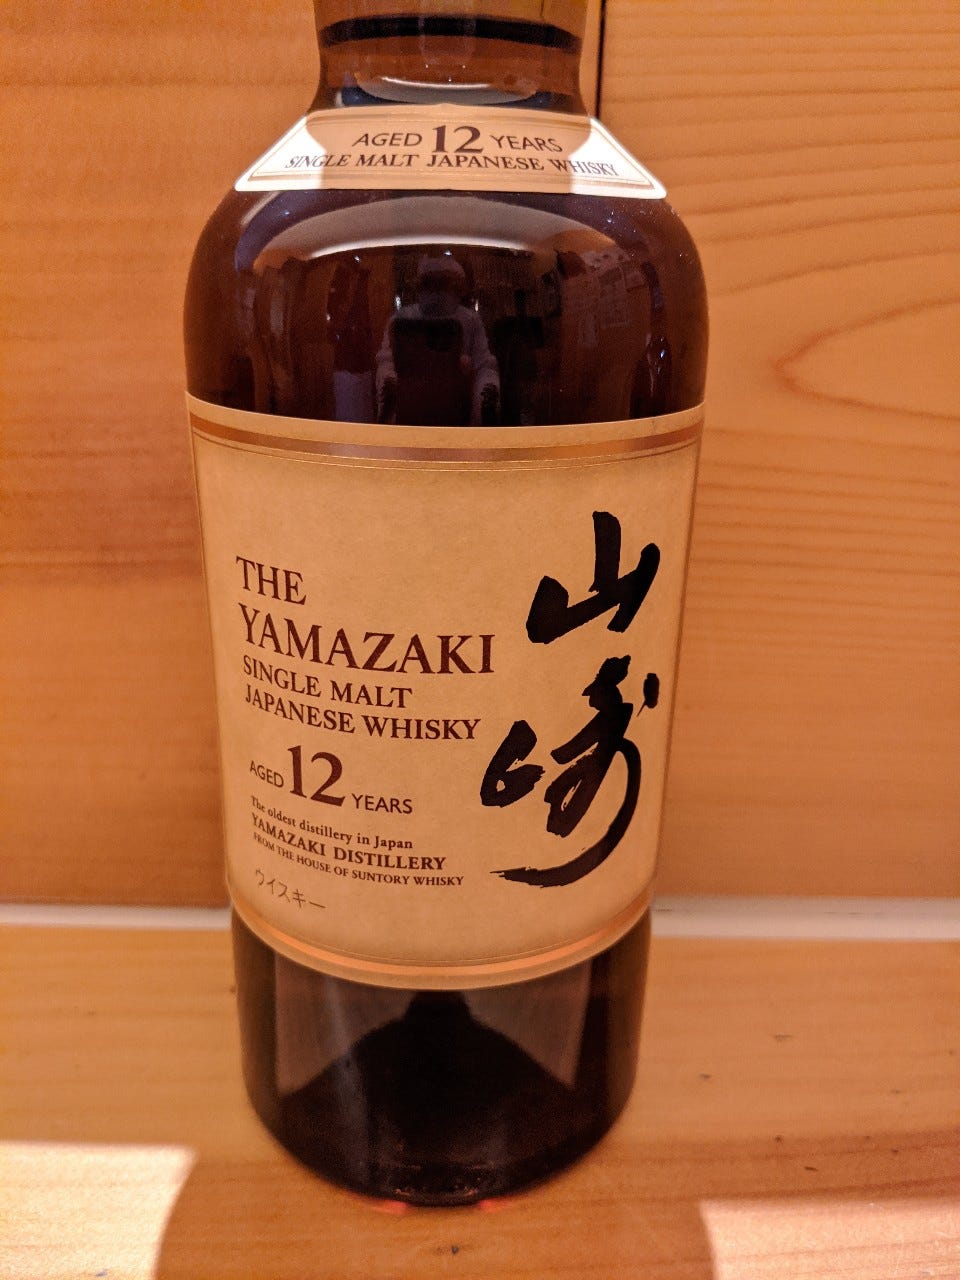 AGED 12 YEARS
SINGLE MALT JAPANESE WHISKY
THE
YAMAZAKI
SINGLE MALT
JAPANESE WHISKY
AGED 12 YEARS
The oldest distillery in Japan
YAMAZAKI DISTILLERY
FROM THE HOUSE OF SUNTORY WHISKY
ウイスキー
山崎